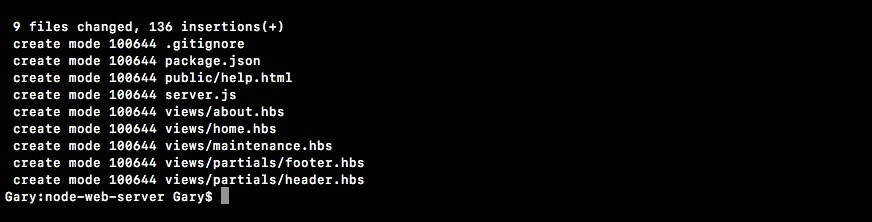 9 files changed, 136 insertions(+)
create mode 100644 .gitignore
create mode 100644 package.json
create mode 100644 public/help.html
create mode 100644 server.js
create mode 100644 views/about.hbs
create mode 100644 views/home.hbs
create mode 100644 views/maintenance.hbs
create mode 100644 views/partials/footer.hbs
create mode 100644 views/partials/header.hbs
Gary:node-web-server Gary$